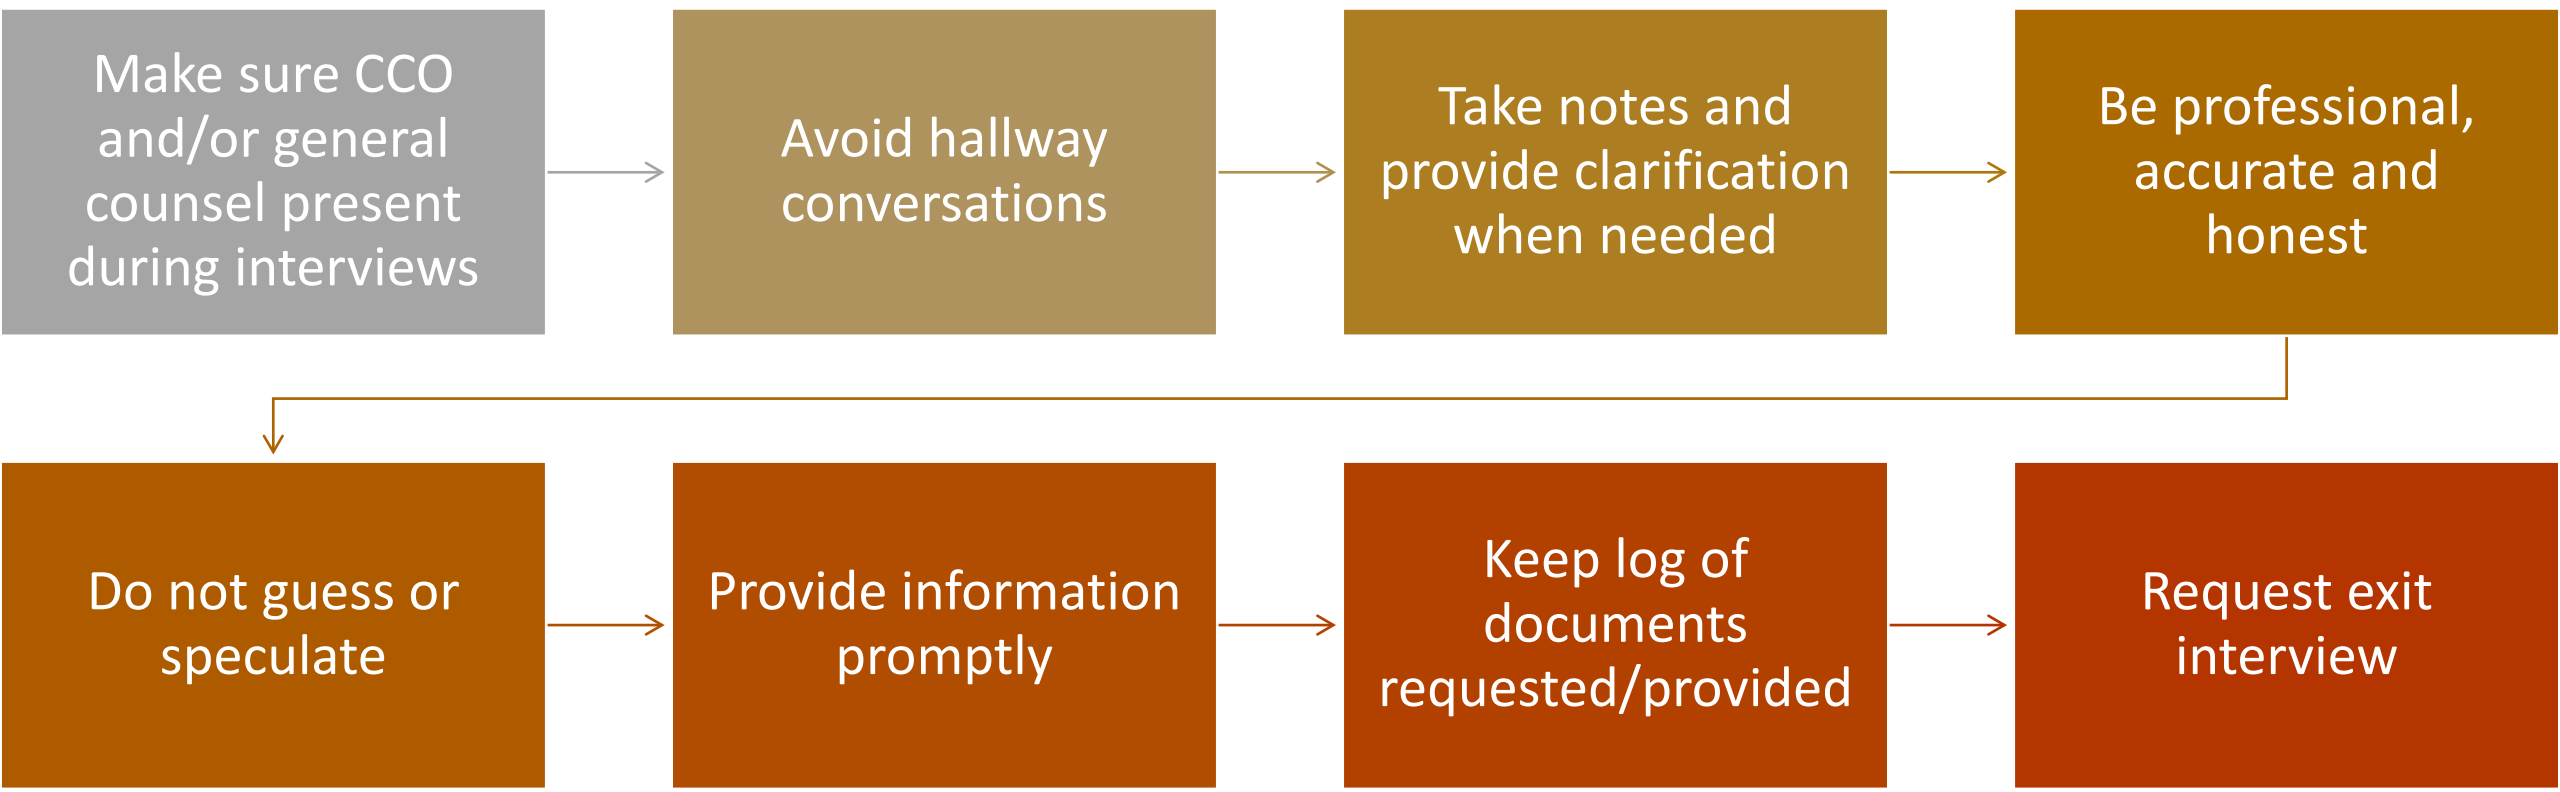 Make sure CCO
and/or general
counsel present
during interviews
Avoid hallway
conversations
Take notes and
provide clarification
when needed
Be professional,
accurate and
honest
Do not guess or
speculate
Provide information
promptly
Keep log of
documents
requested/provided
Request exit
interview